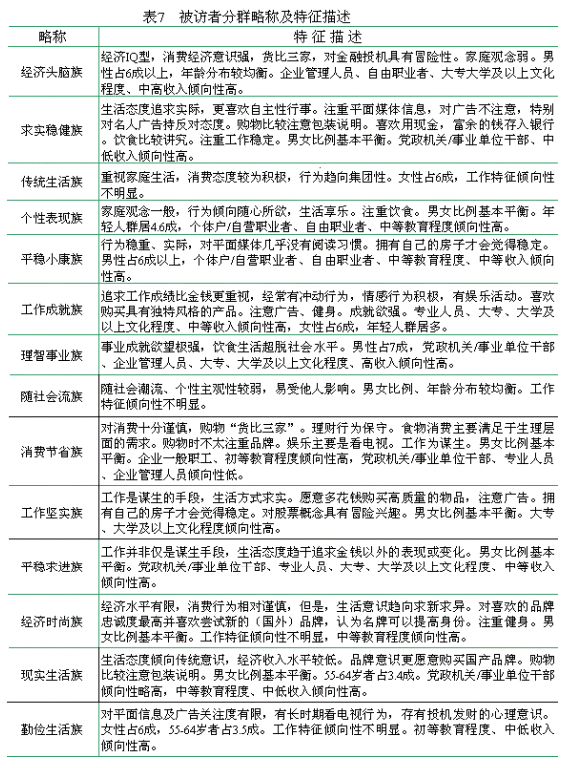 表7 被访者分群略称及特征描述
略称 特征描述
经济头脑族
经济IQ型，消费经济意识强，货比三家，对金融投机具有冒险性。家庭观念弱。男
性占6成以上，年龄分布较均衡。企业管理人员、自由职业者、大专大学及以上文化
程度、中高收入倾向性高。
求实稳健族
生活态度追求实际，更喜欢自主性行事。注重平面媒体信息，对广告不注意，特别
对名人广告持反对态度。购物比较注意包装说明。喜欢用现金，富余的钱存入银行
。饮食比较讲究。注重工作稳定。男女比例基本平衡。党政机关/事业单位干部、中
低收入倾向性高。
传统生活族
重视家庭生活，消费态度较为积极，行为趋向集团性。女性占6成，工作特征倾向性
不明显。
个性表现族
家庭观念一般，行为倾向随心所欲，生活享乐。注重饮食。男女比例基本平衡。年
轻人群居4.6成，个体户/自营职业者、自由职业者、中等教育程度倾向性高。
平稳小康族
行为稳重、实际，对平面媒体几乎没有阅读习惯。拥有自己的房子才会觉得稳定。
男性占6成以上，个体户/自营职业者、自由职业者、中等教育程度、中等收入倾向
性高。
工作成就族
追求工作成绩比金钱更重视，经常有冲动行为，情感行为积极，有娱乐活动。喜欢
购买具有独特风格的产品。注意广告、健身。成就欲强。专业人员、大专、大学及
以上文化程度、中等收入倾向性高，女性占6成，年轻人群居多。
理智事业族
事业成就欲望极强，饮食生活超脱社会水平。男性占7成，党政机关/事业单位干部
、企业管理人员、大专、大学及以上文化程度、高收入倾向性高。
随社会流族
随社会潮流、个性主观性较弱，易受他人影响。男女比例、年龄分布较均衡。工作
特征倾向性不明显。
消费节省族
对消费十分谨慎，购物“货比三家”。理财行为保守。食物消费主要满足于生理层
面的需求。购物时不太注重品牌。娱乐主要是看电视。工作为谋生。男女比例基本
平衡。企业一般职工、初等教育程度倾向性高，党政机关/事业单位干部、专业人员
、企业管理人员倾向性低。
工作坚实族
工作是谋生的手段，生活方式求实。愿意多花钱购买高质量的物品，注意广告。拥
有自己的房子才会觉得稳定。对股票概念具有冒险兴趣。男女比例基本平衡。大专
、大学及以上文化程度倾向性高。
平稳求进族
工作并非仅是谋生手段，生活态度趋于追求金钱以外的表现或变化。男女比例基本
平衡。党政机关/事业单位干部、专业人员、大专、大学及以上文化程度、中等收入
倾向性高。
经济时尚族
经济水平有限，消费行为相对谨慎，但是，生活意识趋向求新求异。对喜欢的品牌
忠诚度最高并喜欢尝试新的（国外）品牌，认为名牌可以提高身份。注重健身。男
女比例基本平衡。工作特征倾向性不明显，中等教育程度倾向性高。
现实生活族
生活态度倾向传统意识，经济收入水平较低。品牌意识更愿意购买国产品牌。购物
比较注意包装说明。男女比例基本平衡。55-64岁者占3.4成。党政机关/事业单位干部
倾向性略高，中等教育程度、中低收入倾向性高。
勤俭生活族
对平面信息及广告关注度有限，有长时期看电视行为，存有投机发财的心理意识。
女性占6成，55-64岁者占3.5成。工作特征倾向性不明显。初等教育程度、中低收入
倾向性高。